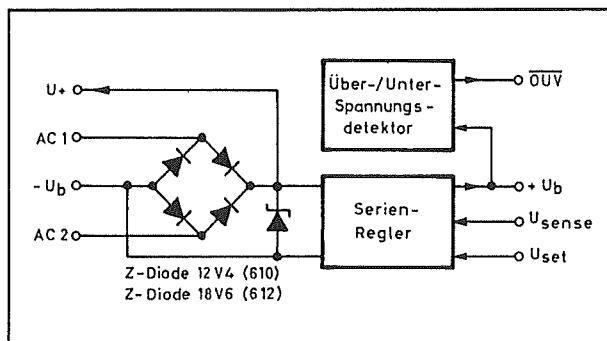 U+
AC 1
- Ub
AC 2
Z-Diode 12V4 (610)
Z-Diode 18V6 (612)
Über-/Unter-
Spannungs-
detektor
OUV
Serien-
Regler
+ Ub
Usense
Uset